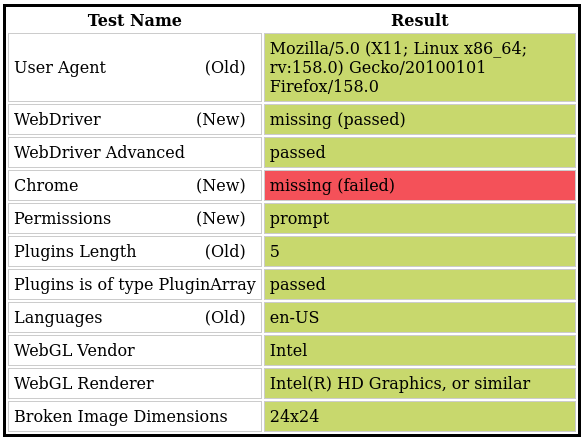 Test Name Result
User Agent (Old) Mozilla/5.0 (X11; Linux x86_64;
rv:158.0) Gecko/20100101
Firefox/158.0
WebDriver (New) missing (passed)
WebDriver Advanced passed
Chrome (New) missing (failed)
Permissions (New) prompt
Plugins Length (Old) 5
Plugins is of type PluginArray passed
Languages (Old) en-US
WebGL Vendor Intel
WebGL Renderer Intel(R) HD Graphics, or similar
Broken Image Dimensions 24x24